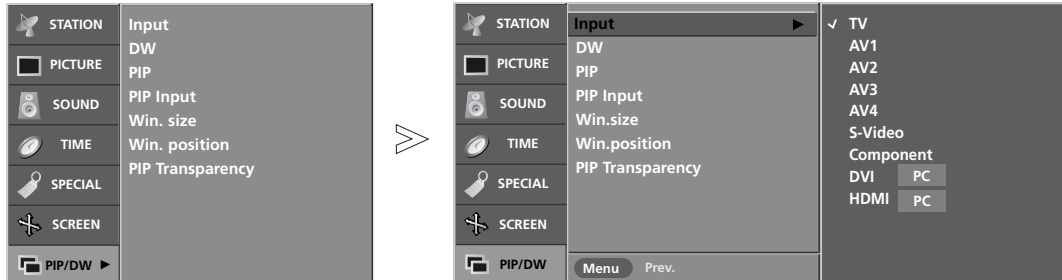 STATION
PICTURE
SOUND
TIME
SPECIAL
SCREEN
PIP/DW ►
Input
DW
PIP
PIP Input
Win. size
Win. position
PIP Transparency
STATION
PICTURE
SOUND
TIME
SPECIAL
SCREEN
PIP/DW
Input ►
DW
PIP
PIP Input
Win.size
Win.position
PIP Transparency
Menu Prev.
✓ TV
AV1
AV2
AV3
AV4
S-Video
Component
DVI PC
HDMI PC